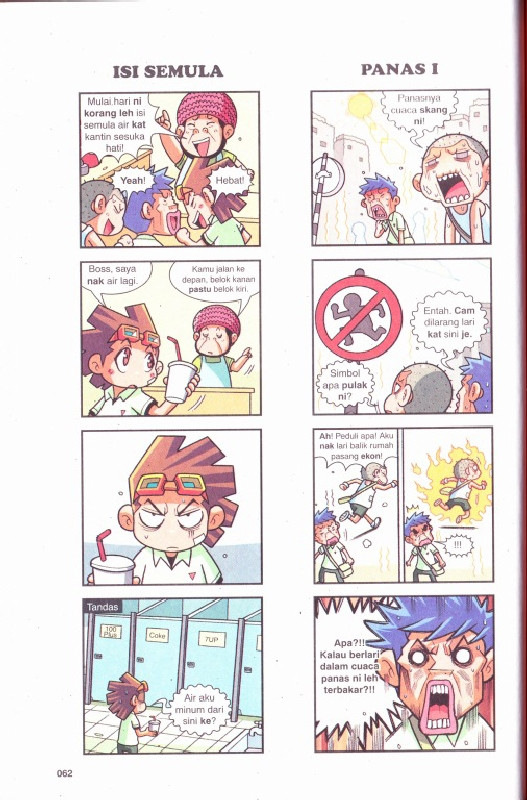 ISI SEMULA
Mulai hari ni
korang leh isi
semula air kat
kantin sesuka
hati!
Yeah!
Hebat!
Boss, saya
nak air lagi.
Kamu jalan ke
depan, belok kanan
pastu belok kiri.
Tandas
100
Plus
Coke
7UP
Air aku
minum dari
sini ke?
PANAS I
Panasnya
cuaca skang
ni!
Entah. Cam
dilarang lari
kat sini je.
Simbol
apa pulak
ni?
Alh! Peduli apa! Aku
nak lari balik rumah
pasang ekon!
!!!
Apa?!!
Kalau berlari
dalam cuaca
panas ni leh
terbakar?!!
062